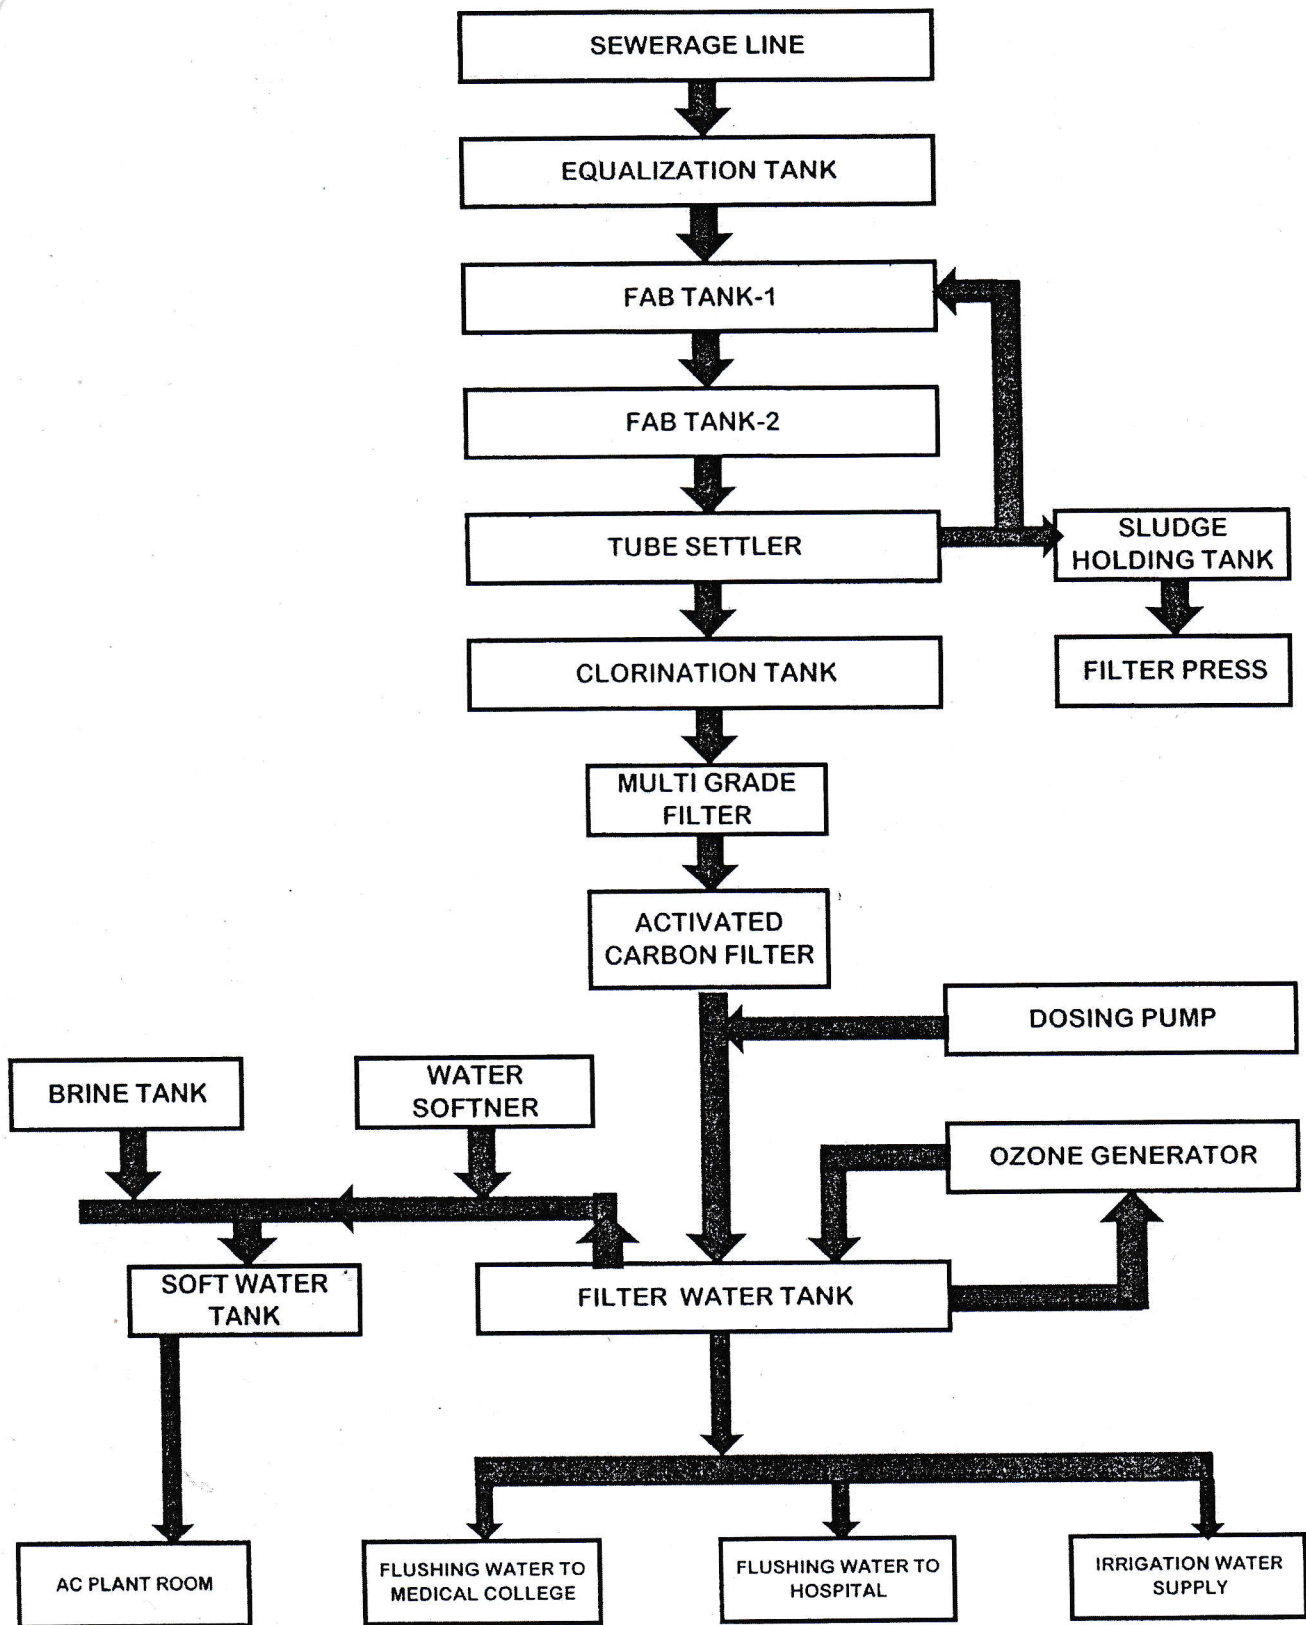 SEWERAGE LINE
EQUALIZATION TANK
FAB TANK-1
FAB TANK-2
TUBE SETTLER
SLUDGE
HOLDING TANK
CLORINATION TANK
FILTER PRESS
MULTI GRADE
FILTER
ACTIVATED
CARBON FILTER
DOSING PUMP
BRINE TANK
WATER
SOFTNER
OZONE GENERATOR
SOFT WATER
TANK
FILTER WATER TANK
AC PLANT ROOM
FLUSHING WATER TO
MEDICAL COLLEGE
FLUSHING WATER TO
HOSPITAL
IRRIGATION WATER
SUPPLY